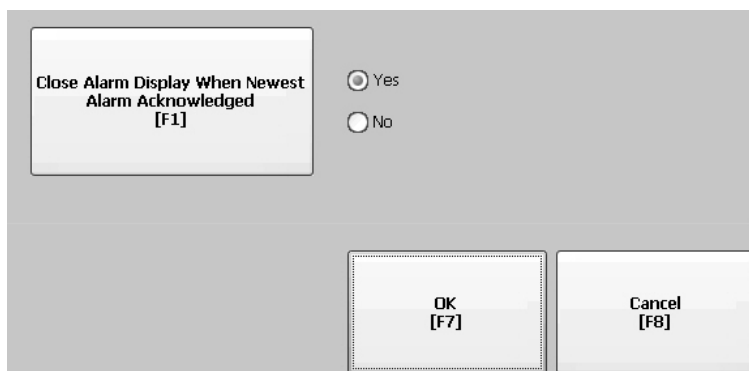 Close Alarm Display When Newest
Alarm Acknowledged
[F1]
Yes
No
OK
[F7]
Cancel
[F8]